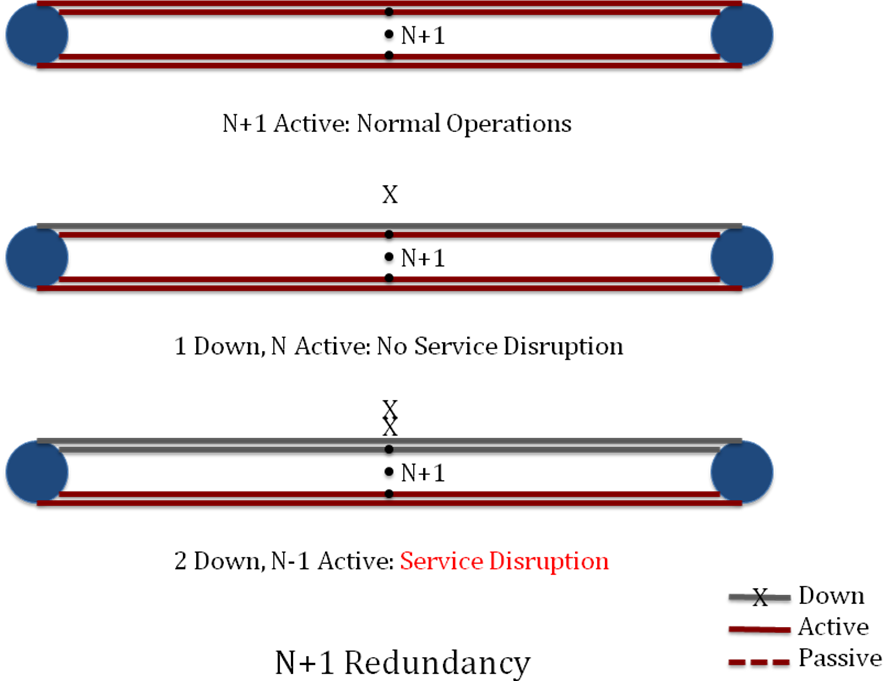 N+1
N+1 Active: Normal Operations
X
N+1
1 Down, N Active: No Service Disruption
X
X
N+1
2 Down, N-1 Active: Service Disruption
X Down
Active
Passive
N+1 Redundancy